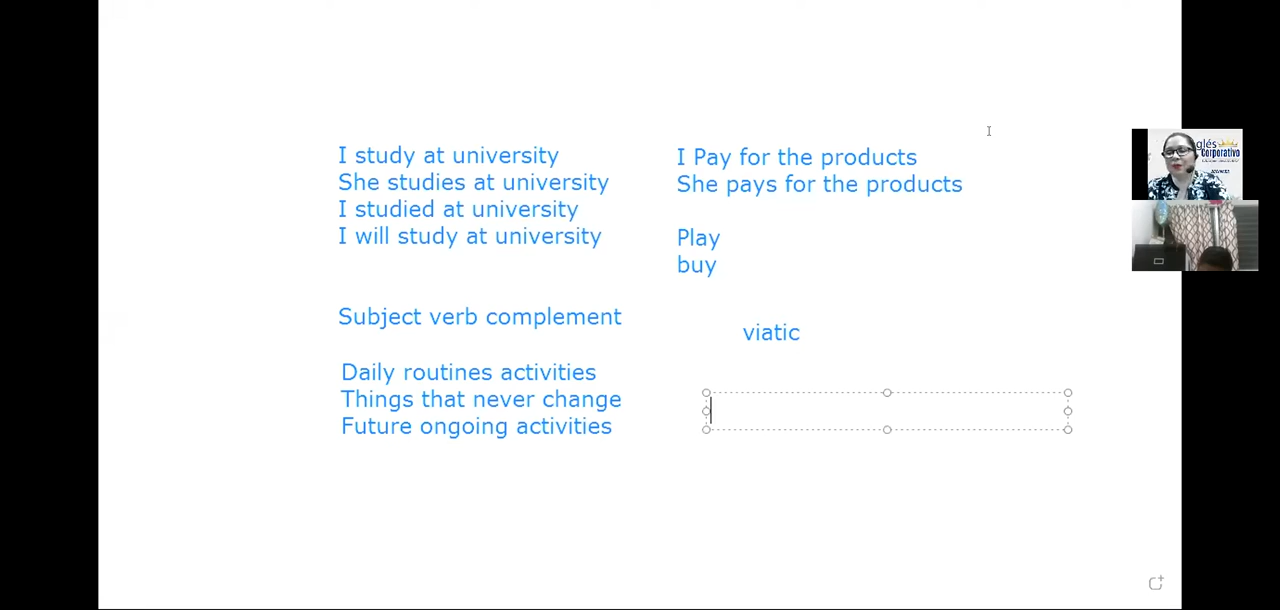 I study at university
She studies at university
I studied at university
I will study at university
Subject verb complement
Daily routines activities
Things that never change
Future ongoing activities
I Pay for the products
She pays for the products
Play
buy
viatic
glés
Corporativo